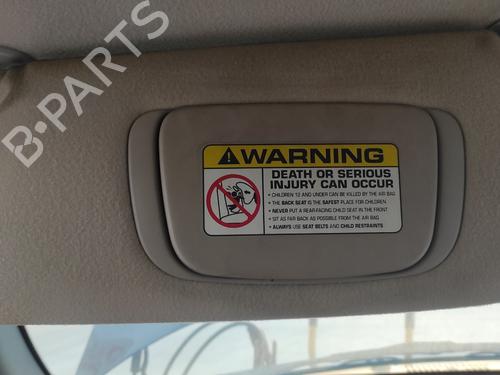 B-PARTS
WARNING
DEATH OR SERIOUS
INJURY CAN OCCUR
• CHILDREN 12 AND UNDER CAN BE KILLED BY THE AIR BAG
• THE BACK SEAT IS THE SAFEST PLACE FOR CHILDREN
• NEVER PUT A REAR-FACING CHILD SEAT IN THE FRONT
• SIT AS FAR BACK AS POSSIBLE FROM THE AIR BAG
• ALWAYS USE SEAT BELTS AND CHILD RESTRAINTS